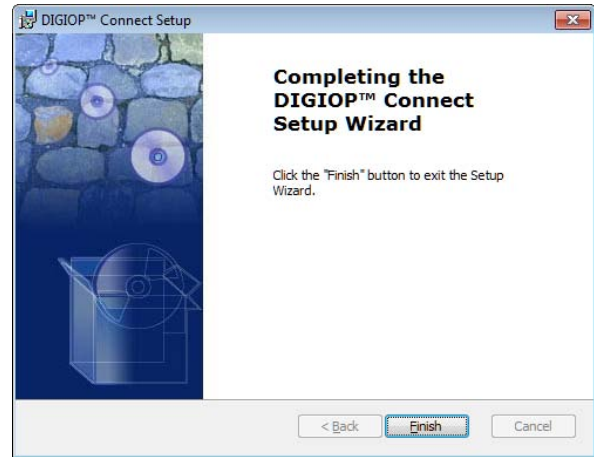 DIGIOP™ Connect Setup
Completing the
DIGIOP™ Connect
Setup Wizard
Click the "Finish" button to exit the Setup
Wizard.
< Back
Finish
Cancel